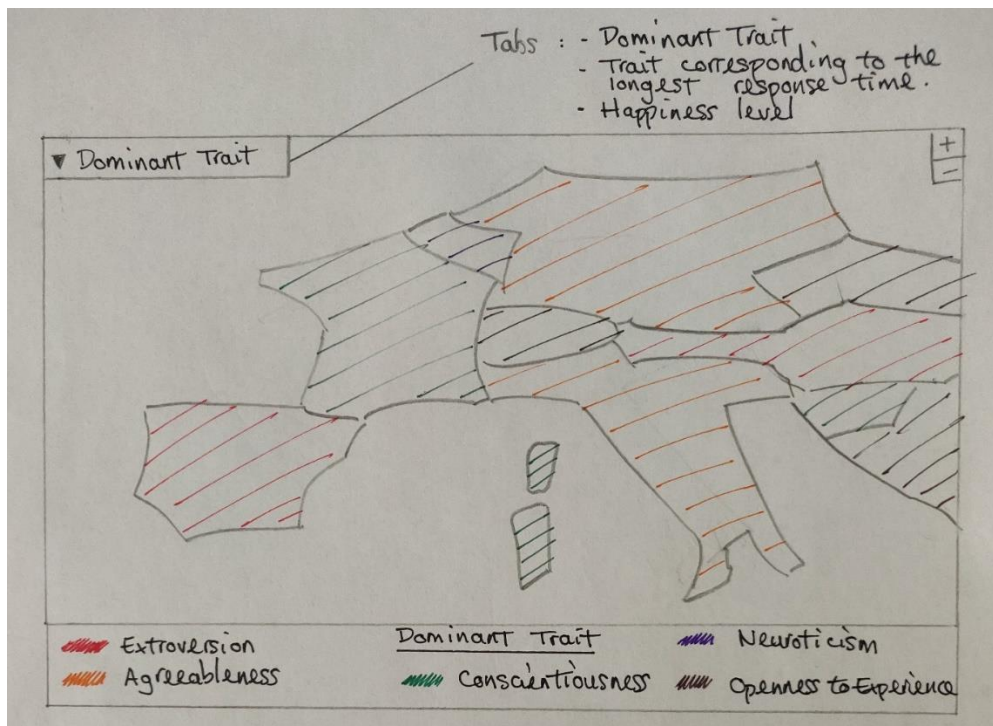 Tabs : - Dominant Trait
- Trait corresponding to the
longest response time.
- Happiness level
▼ Dominant Trait
+
-
Dominant Trait
Extroversion
Agreeableness
Conscientiousness
Neuroticism
Openness to Experience